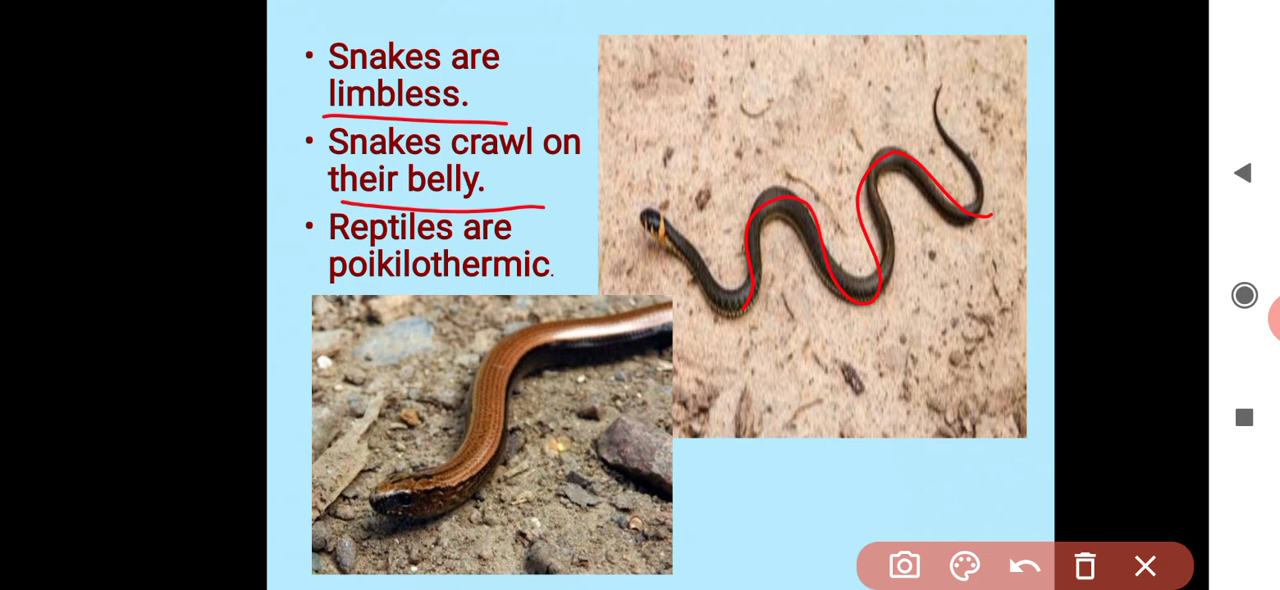 • Snakes are
limbless.
• Snakes crawl on
their belly.
• Reptiles are
poikilothermic.